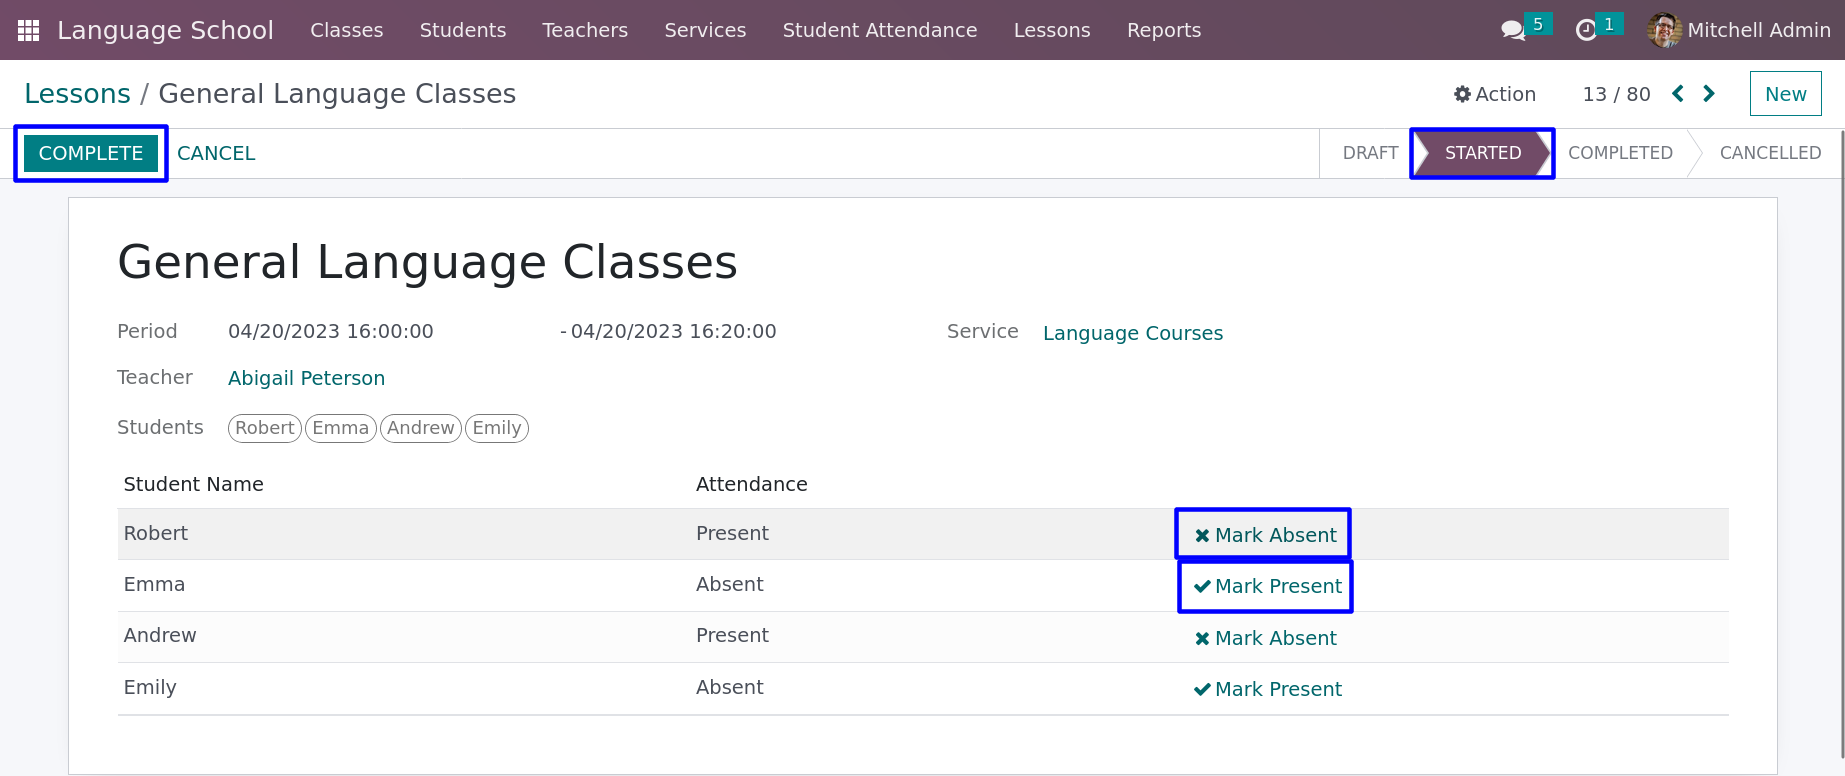 Language School Classes Students Teachers Services Student Attendance Lessons Reports 5 1 Mitchell Admin
Lessons / General Language Classes Action 13 / 80 New
COMPLETE CANCEL DRAFT STARTED COMPLETED CANCELLED
General Language Classes
Period 04/20/2023 16:00:00 - 04/20/2023 16:20:00 Service Language Courses
Teacher Abigail Peterson
Students Robert Emma Andrew Emily
Student Name Attendance
Robert Present Mark Absent
Emma Absent Mark Present
Andrew Present Mark Absent
Emily Absent Mark Present